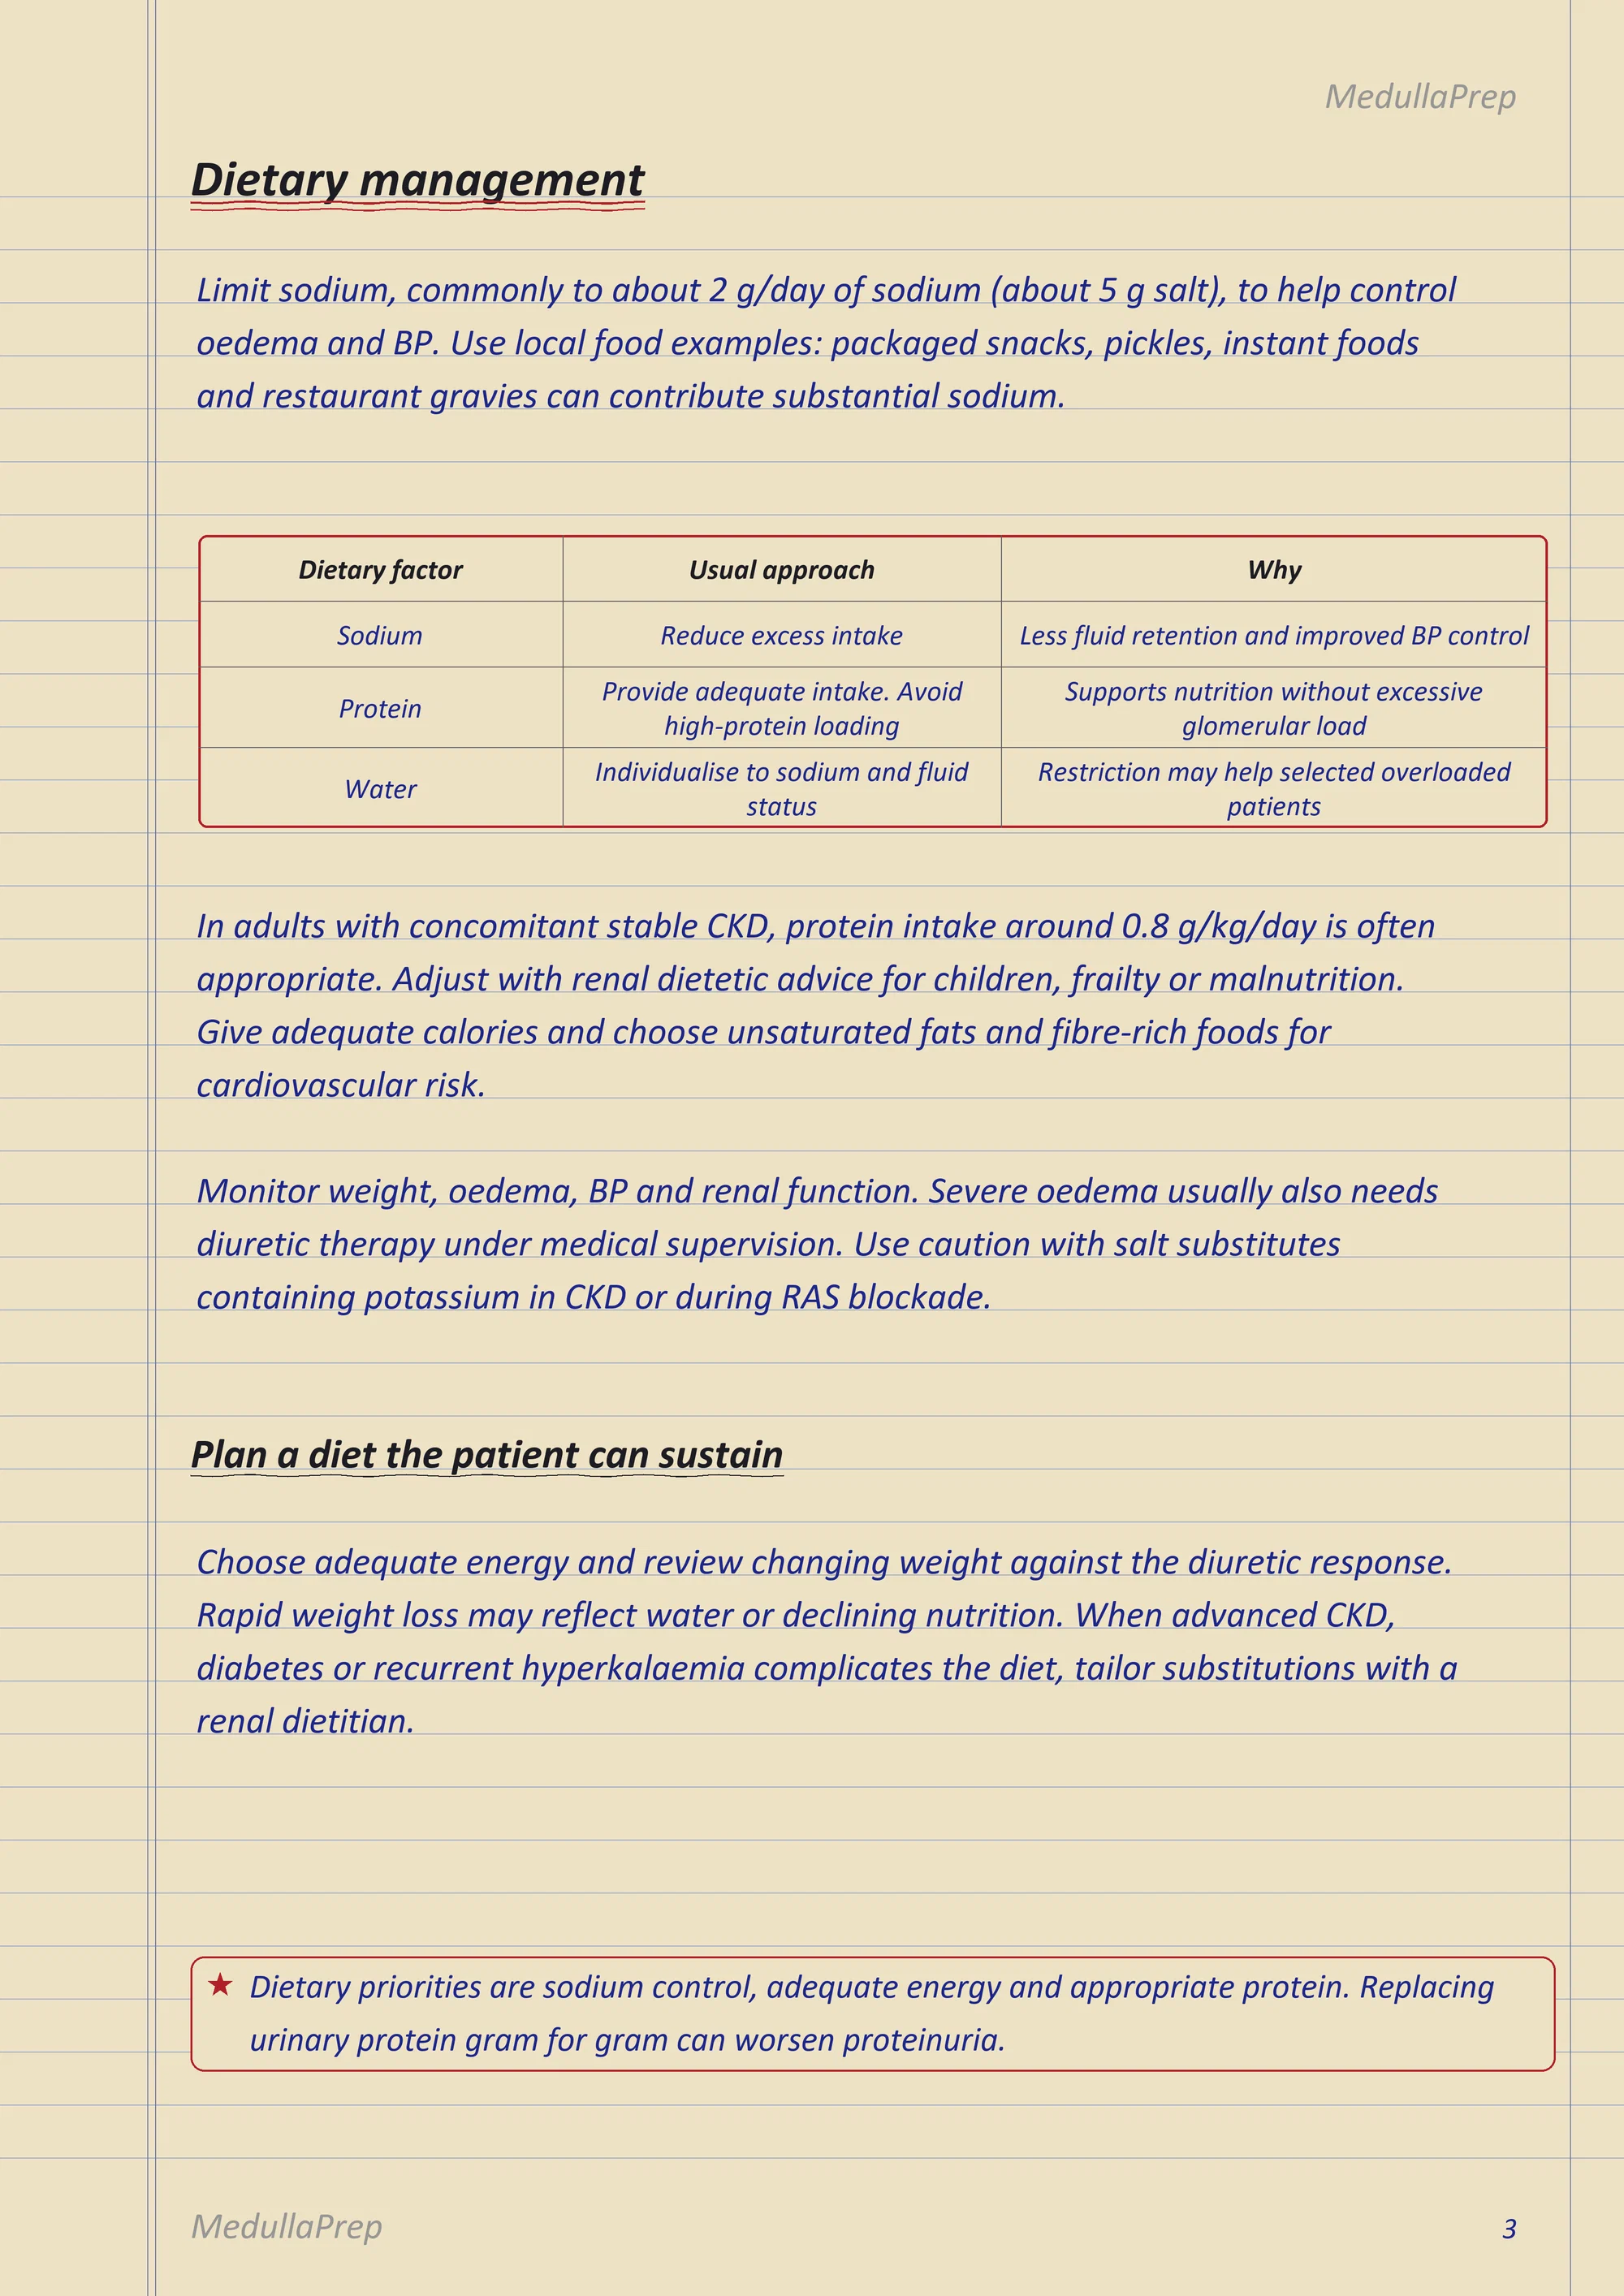 MedullaPrep
Dietary management
Limit sodium, commonly to about 2 g/day of sodium (about 5 g salt), to help control
oedema and BP. Use local food examples: packaged snacks, pickles, instant foods
and restaurant gravies can contribute substantial sodium.
Dietary factor Usual approach Why
Sodium Reduce excess intake Less fluid retention and improved BP control
Protein Provide adequate intake. Avoid
high-protein loading Supports nutrition without excessive
glomerular load
Water Individualise to sodium and fluid
status Restriction may help selected overloaded
patients
In adults with concomitant stable CKD, protein intake around 0.8 g/kg/day is often
appropriate. Adjust with renal dietetic advice for children, frailty or malnutrition.
Give adequate calories and choose unsaturated fats and fibre-rich foods for
cardiovascular risk.
Monitor weight, oedema, BP and renal function. Severe oedema usually also needs
diuretic therapy under medical supervision. Use caution with salt substitutes
containing potassium in CKD or during RAS blockade.
Plan a diet the patient can sustain
Choose adequate energy and review changing weight against the diuretic response.
Rapid weight loss may reflect water or declining nutrition. When advanced CKD,
diabetes or recurrent hyperkalaemia complicates the diet, tailor substitutions with a
renal dietitian.
★ Dietary priorities are sodium control, adequate energy and appropriate protein. Replacing
urinary protein gram for gram can worsen proteinuria.
MedullaPrep
3